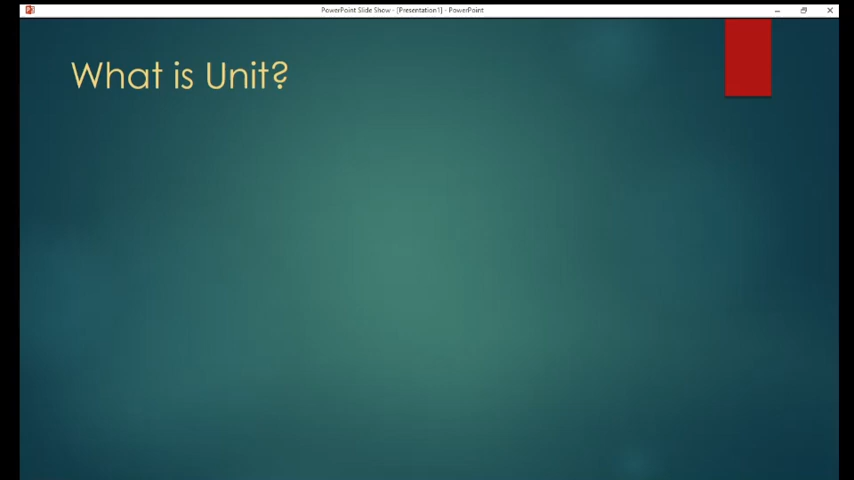 PowerPoint Slide Show - [Presentation1] - PowerPoint
What is Unit?